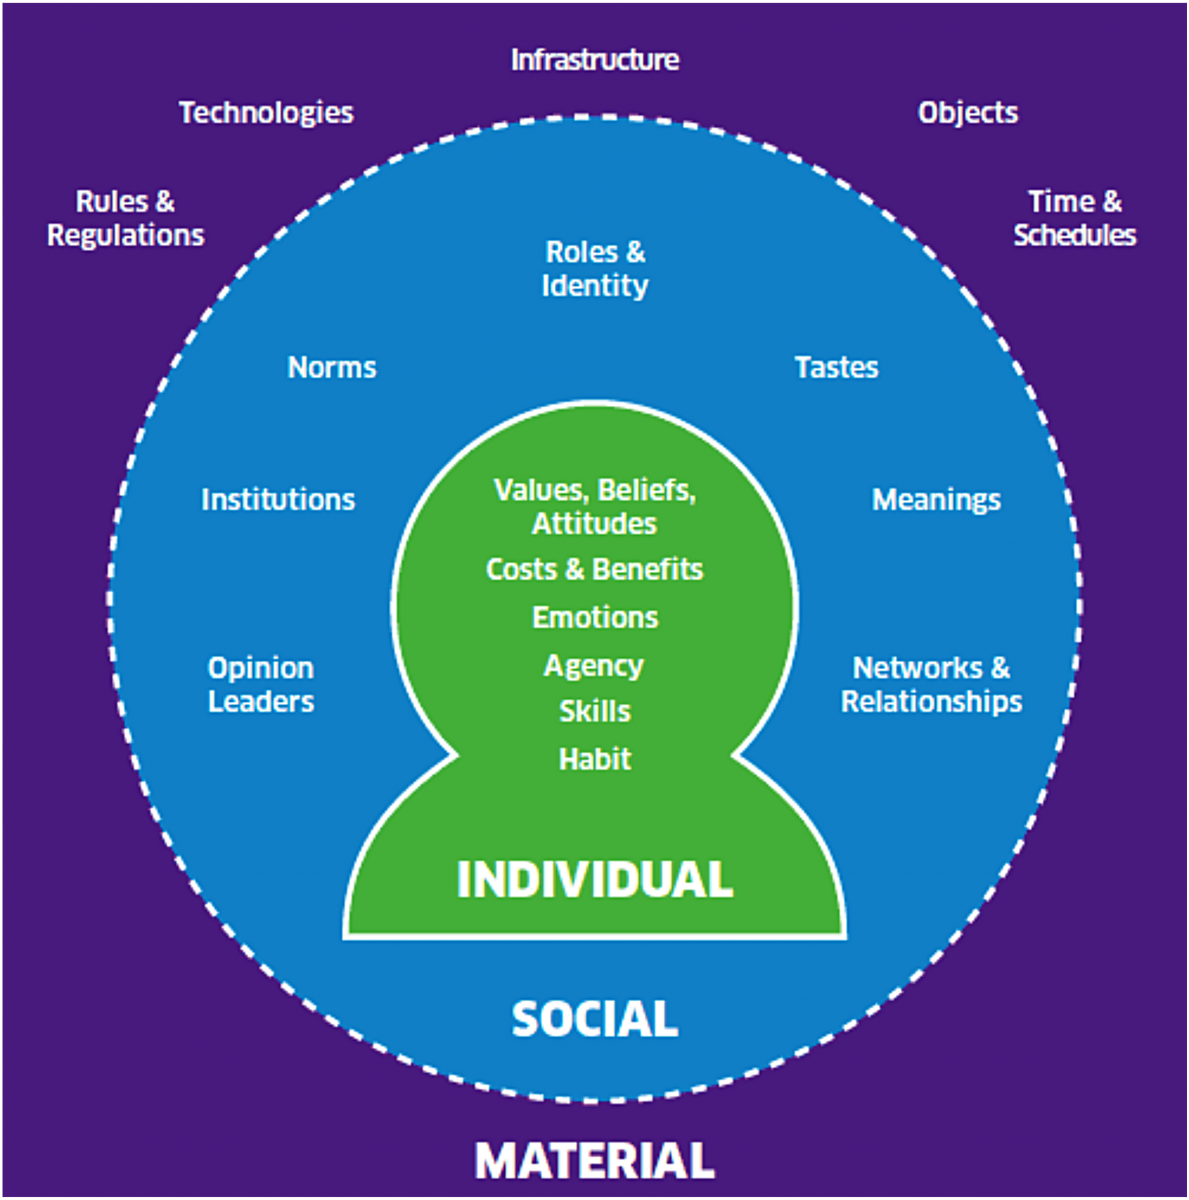 Infrastructure
Technologies
Objects
Rules &
Regulations
Time &
Schedules
Roles &
Identity
Norms
Tastes
Institutions
Meanings
Values, Beliefs,
Attitudes
Costs & Benefits
Emotions
Agency
Skills
Habit
Opinion
Leaders
Networks &
Relationships
INDIVIDUAL
SOCIAL
MATERIAL